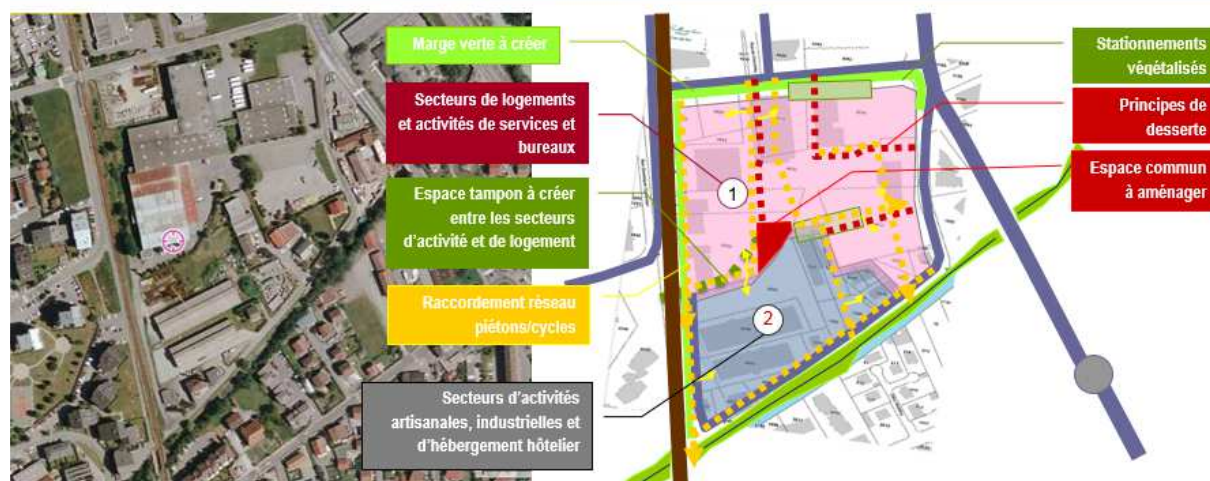 Marge verte à créer
Secteurs de logements
et activités de services et
bureaux
Espace tampon à créer
entre les secteurs
d'activité et de logement
Raccordement réseau
piétons/cycles
Secteurs d'activités
artisanales, industrielles et
d'hébergement hôtelier
1
2
Stationnements
végétalisés
Principes de
desserte
Espace commun
à aménager